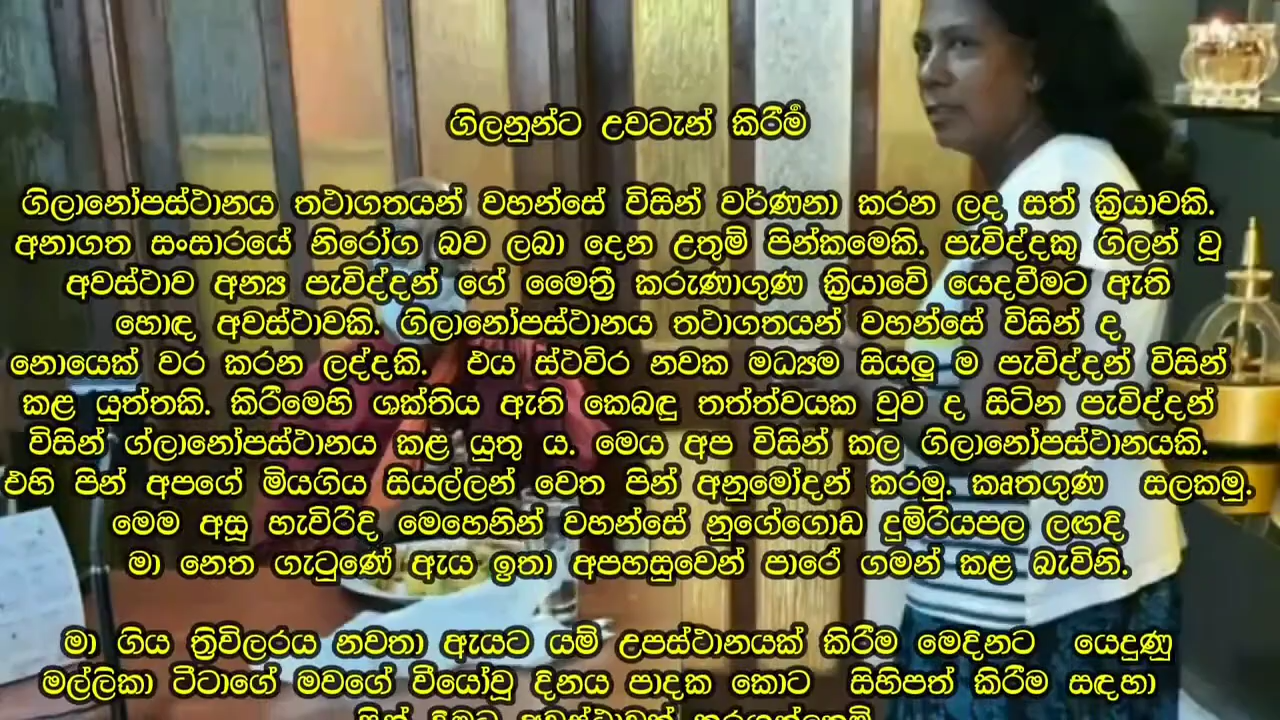 ගිලනුන්ට උවටැන් කිරීම්
ගිලානෝපස්ථානය තථාගතයන් වහන්සේ විසින් වර්ණනා කරන ලද සත් ක්‍රියාවකි.
අනාගත සංසාරයේ නිරෝග බව ලබා දෙන උතුම් පින්කමෙකි. පැවිද්දකු ගිලන් වූ
අවස්ථාව අන්‍ය පැවිද්දන් ගේ මෛත්‍රී කරුණාගුණ ක්‍රියාවේ යෙදවීමට ඇති
හොඳ අවස්ථාවකි. ගිලානෝපස්ථානය තථාගතයන් වහන්සේ විසින් ද
නොයෙක් වර කරන ලද්දකි. එය ස්ථවිර නවක මධ්‍යම සියලූ ම පැවිද්දන් විසින්
කළ යුත්තකි. කිරීමෙහි ශක්තිය ඇති කෙබඳු තත්ත්වයක වුව ද සිටින පැවිද්දන්
විසින් ග්ලානෝපස්ථානය කළ යුතු ය. මෙය අප විසින් කල ගිලානෝපස්ථානයකි.
එහි පින් අපගේ මියගිය සියල්ලන් වෙත පින් අනුමෝදන් කරමු. කෘතගුණ සලකමු.
මෙම අසූ හැවිරිදි මෙහෙනින් වහන්සේ නුගේගොඩ දුම්රියපල ලඟදි
මා නෙත ගැටුණේ ඇය ඉතා අපහසුවෙන් පාරේ ගමන් කළ බැවිනි.
මා ගිය ත්‍රීවිලරය නවතා ඇයට යම් උපස්ථානයක් කිරීම මෙදිනට යෙදුණු
මල්ලිකා ටීටාගේ මවගේ වියෝවූ දිනය පාදක කොට සිහිපත් කිරීම සඳහා